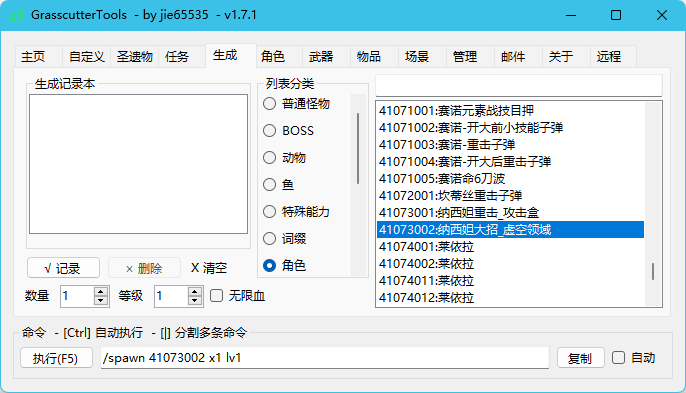 GrasscutterTools - by jie65535 - v1.7.1
主页 自定义 圣遗物 任务 生成 角色 武器 物品 场景 管理 邮件 关于 远程
生成记录本
√ 记录 × 删除 X 清空
数量 1 等级 1 无限血
列表分类
普通怪物
BOSS
动物
鱼
特殊能力
词缀
角色
41071001:赛诺元素战技目押
41071002:赛诺-开大前小技能子弹
41071003:赛诺-重击子弹
41071004:赛诺-开大后重击子弹
41071005:赛诺命6刀波
41072001:坎蒂丝重击子弹
41073001:纳西妲重击_攻击盒
41073002:纳西妲大招_虚空领域
41074001:莱依拉
41074002:莱依拉
41074011:莱依拉
41074012:莱依拉
命令 - [Ctrl] 自动执行 - [|] 分割多条命令
执行(F5) /spawn 41073002 x1 lv1 复制 自动